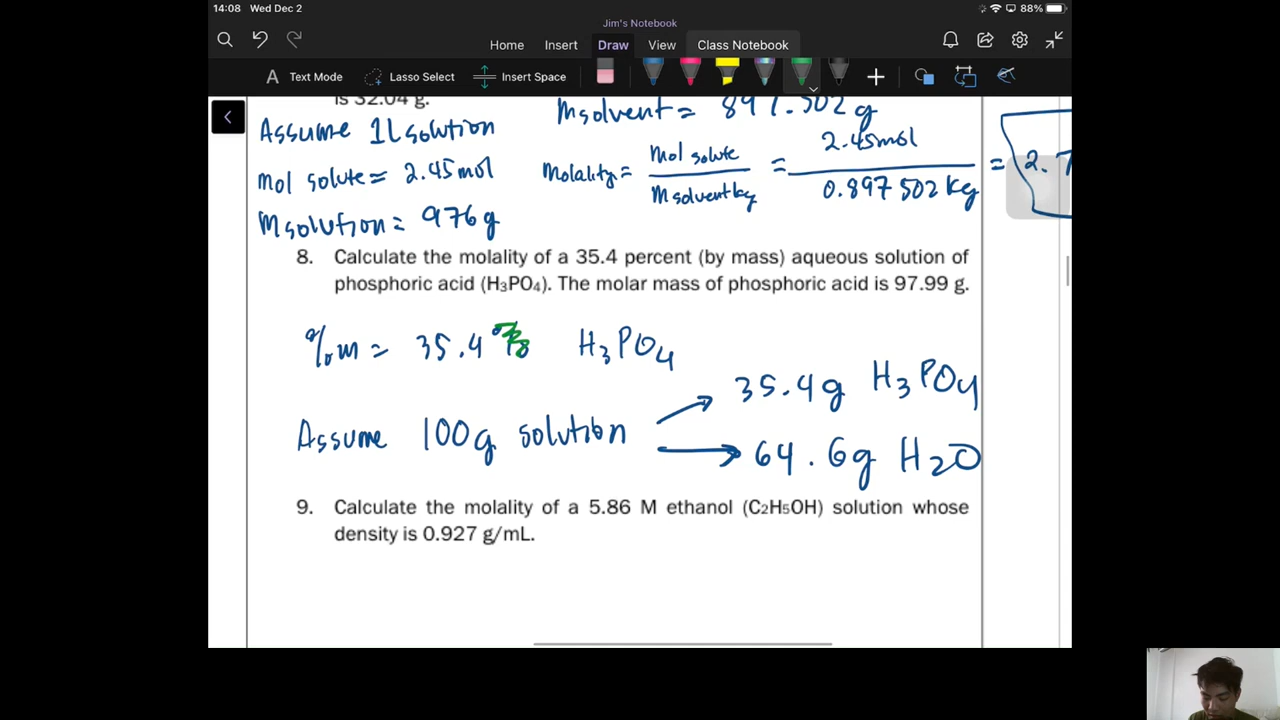 14:08 Wed Dec 2 88%
Jim's Notebook
Home Insert Draw View Class Notebook
A Text Mode Lasso Select Insert Space
is 32.04 g.
Msolvent = 897.502 g
Assume 1L solution
mol solute = 2.45mol
Molality = Mol solute / Msolvent kg = 2.45mol / 0.897502 kg = 2.7
Msolution = 976g
8. Calculate the molality of a 35.4 percent (by mass) aqueous solution of
phosphoric acid (H3PO4). The molar mass of phosphoric acid is 97.99 g.
%m = 35.4 % H3PO4
35.4g H3PO4
Assume 100g solution
64.6g H2O
9. Calculate the molality of a 5.86 M ethanol (C2H5OH) solution whose
density is 0.927 g/mL.